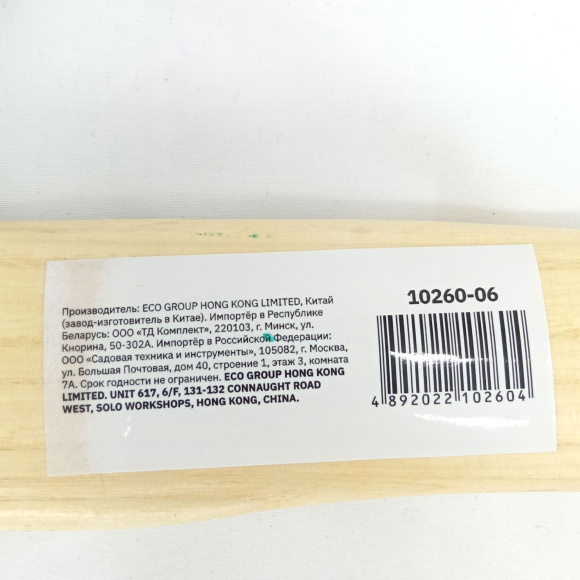 Производитель: ECO GROUP HONG KONG LIMITED, Китай
(завод-изготовитель в Китае). Импортёр в Республике
Беларусь: ООО «ТД Комплект», 220103, г. Минск, ул.
Кнорина, 50-302А. Импортёр в Российской Федерации:
ООО «Садовая техника и инструменты», 105082, г. Москва,
ул. Большая Почтовая, дом 40, строение 1, этаж 3, комната
7А. Срок годности не ограничен. ECO GROUP HONG KONG
LIMITED. UNIT 617, 6/F, 131-132 CONNAUGHT ROAD
WEST, SOLO WORKSHOPS, HONG KONG, CHINA.
10260-06
4 892022 102604